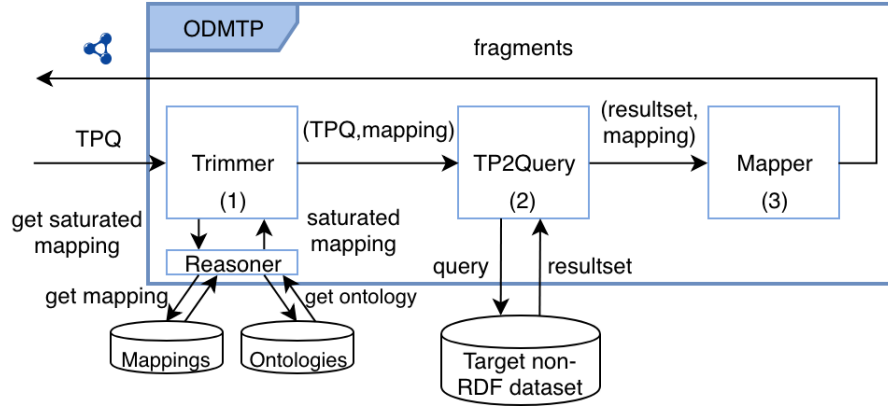 ODMTP
fragments
TPQ
Trimmer
(1)
(TPQ,mapping)
TP2Query
(2)
(resultset,
mapping)
Mapper
(3)
get saturated
mapping
saturated
mapping
Reasoner
get mapping
get ontology
query
resultset
Mappings
Ontologies
Target non-
RDF dataset